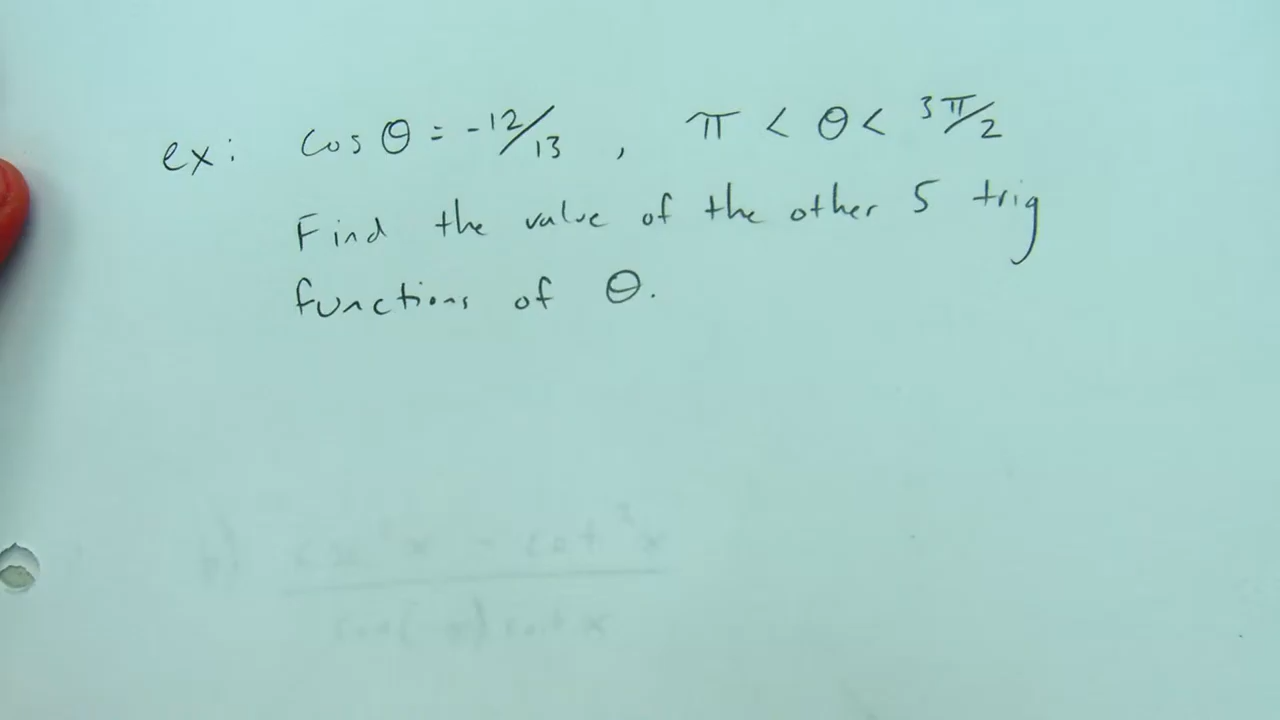 ex: cos θ = -12/13 , π < θ < 3π/2
Find the value of the other 5 trig
functions of θ.